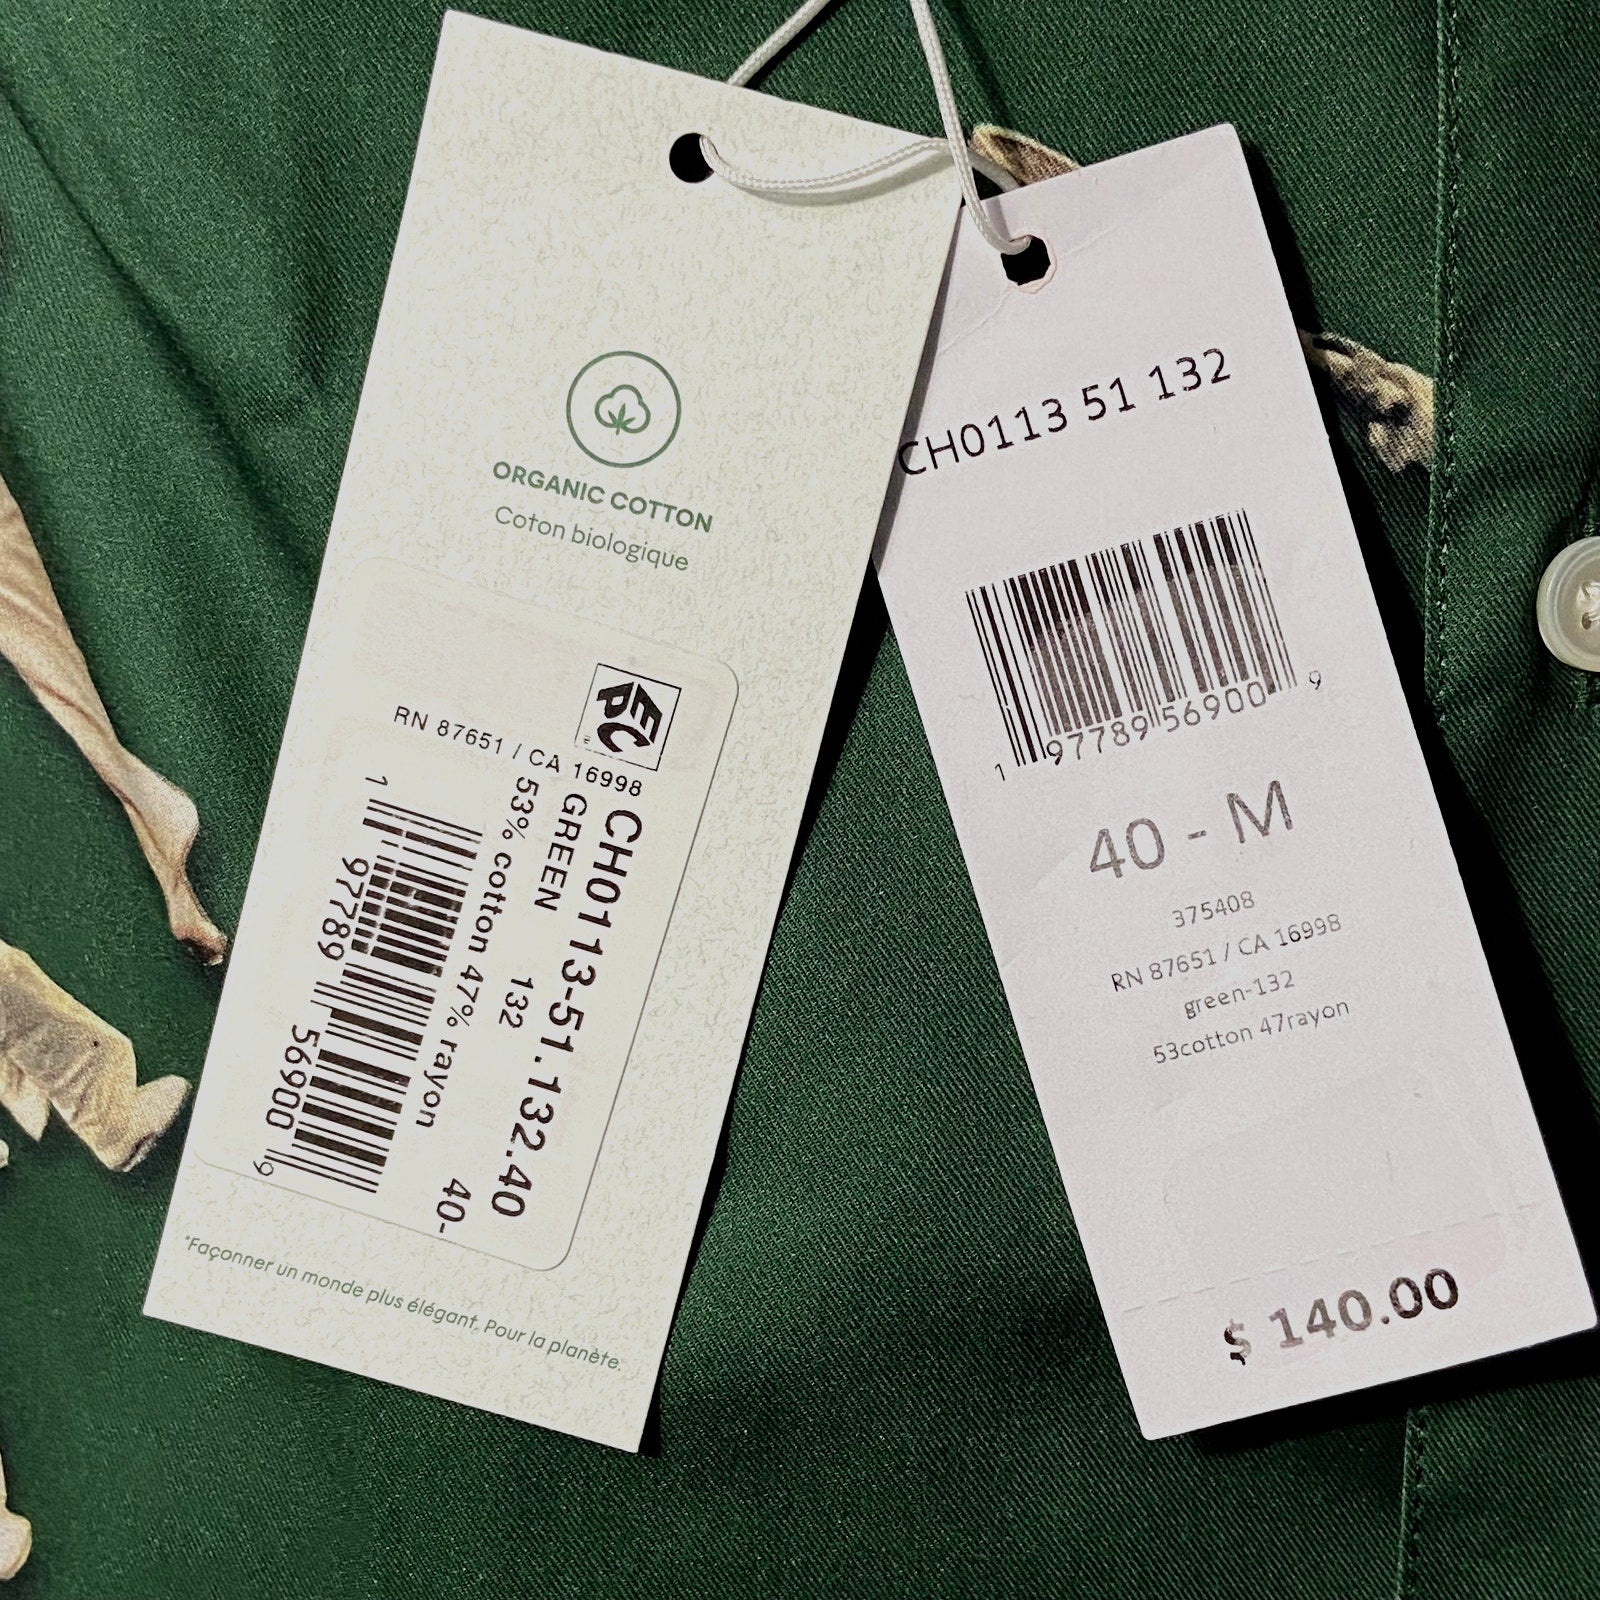 ORGANIC COTTON
Coton biologique
EPC
RN 87651 / CA 16998
CH0113-51.132.40
GREEN 132 40-
53% cotton 47% rayon
1 97789 56900 9
*Façonner un monde plus élégant. Pour la planète.
CH0113 51 132
1 97789 56900 9
40 - M
375408
RN 87651 / CA 16998
green-132
53cotton 47rayon
$ 140.00